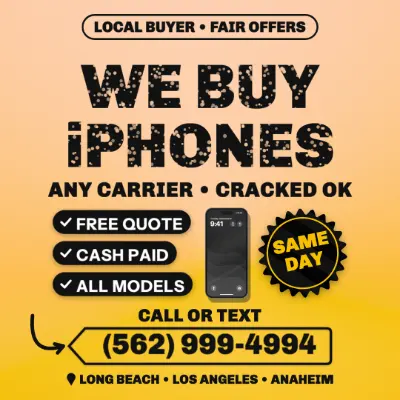 LOCAL BUYER • FAIR OFFERS
WE BUY
iPHONES
ANY CARRIER • CRACKED OK
✓ FREE QUOTE
✓ CASH PAID
✓ ALL MODELS
9:41
SAME
DAY
CALL OR TEXT
(562) 999-4994
LONG BEACH • LOS ANGELES • ANAHEIM